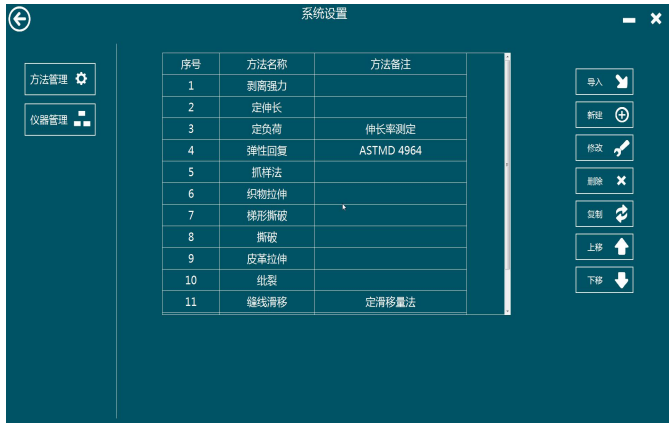 系统设置
方法管理
仪器管理
序号 方法名称 方法备注
1 剥离强力
2 定伸长
3 定负荷 伸长率测定
4 弹性回复 ASTMD 4964
5 抓样法
6 织物拉伸
7 梯形撕破
8 撕破
9 皮革拉伸
10 纰裂
11 缝线滑移 定滑移量法
导入
新建
修改
删除
复制
上移
下移